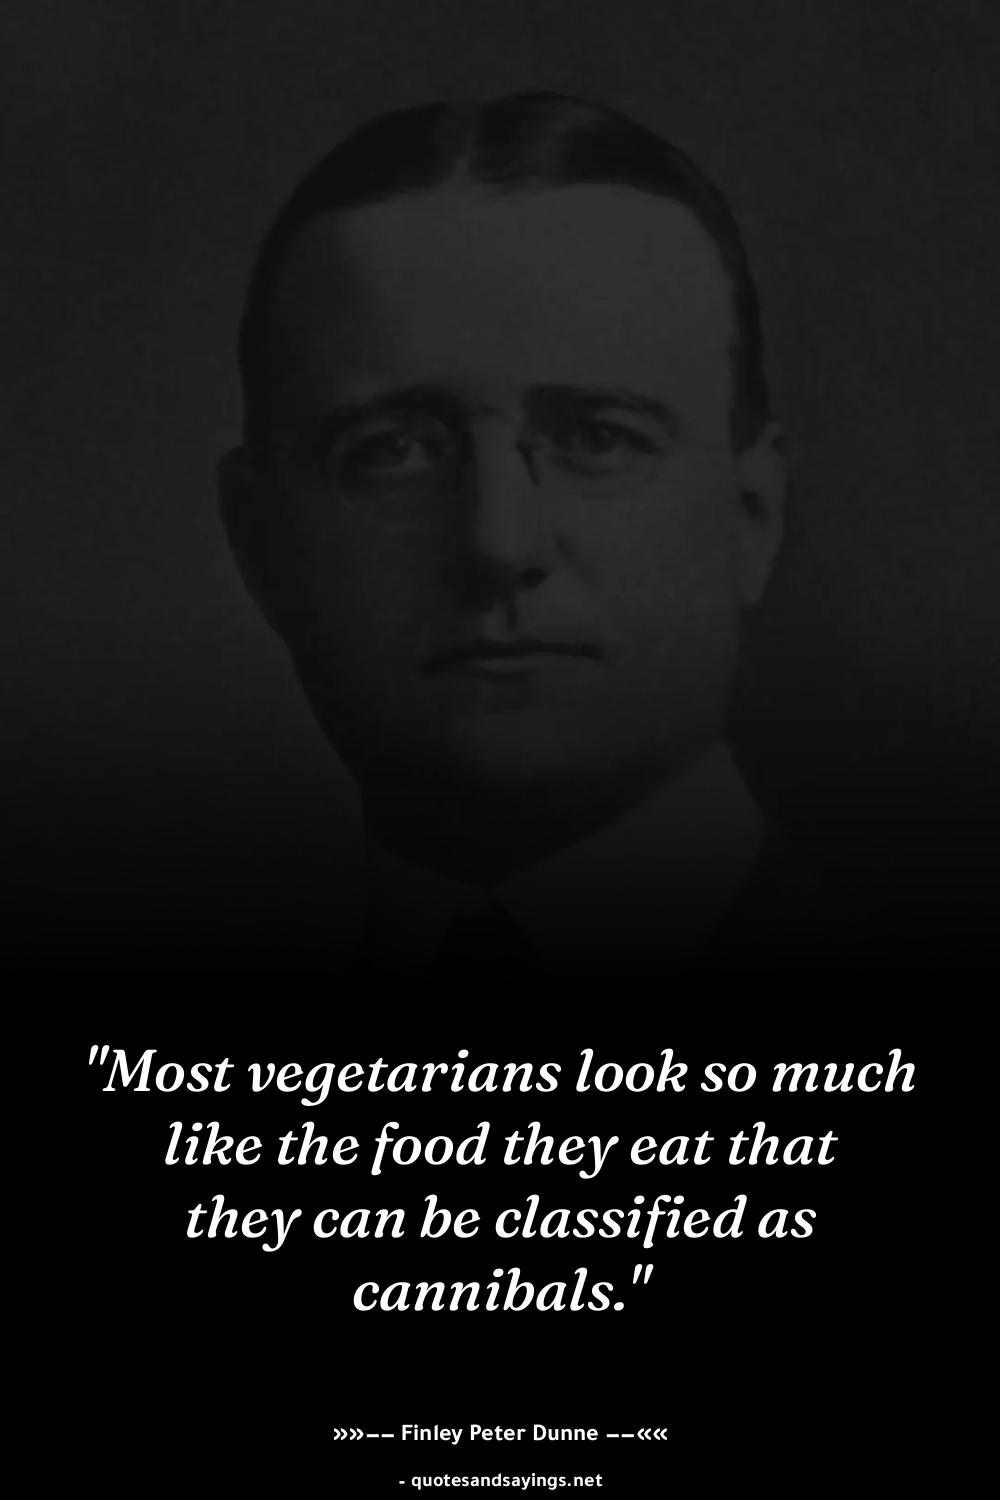 "Most vegetarians look so much
like the food they eat that
they can be classified as
cannibals."
»»–– Finley Peter Dunne ––««
- quotesandsayings.net